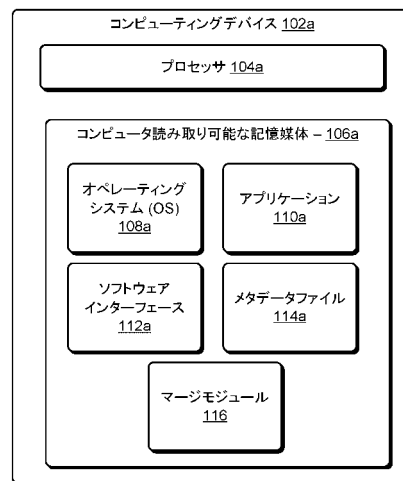 コンピューティングデバイス 102a
プロセッサ 104a
コンピュータ読み取り可能な記憶媒体 – 106a
オペレーティング
システム (OS)
108a
アプリケーション
110a
ソフトウェア
インターフェース
112a
メタデータファイル
114a
マージモジュール
116